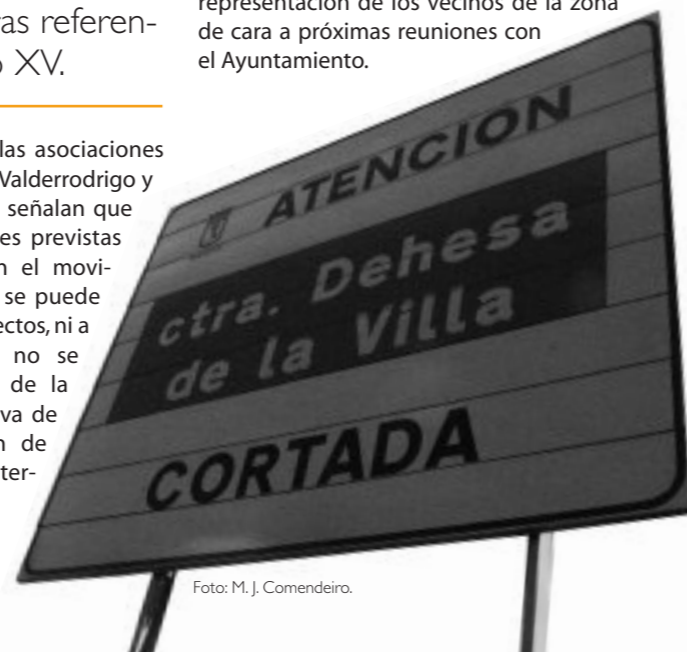 as referen-
XV.
las asociaciones
Valderrodrigo y
señalan que
es previstas
el movi-
se puede
ectos, ni a
no se
de la
va de
de
ter-
representación de los vecinos de la zona
de cara a próximas reuniones con
el Ayuntamiento.
ATENCION
ctra. Dehesa
de la Villa
CORTADA
Foto: M. J. Comendeiro.